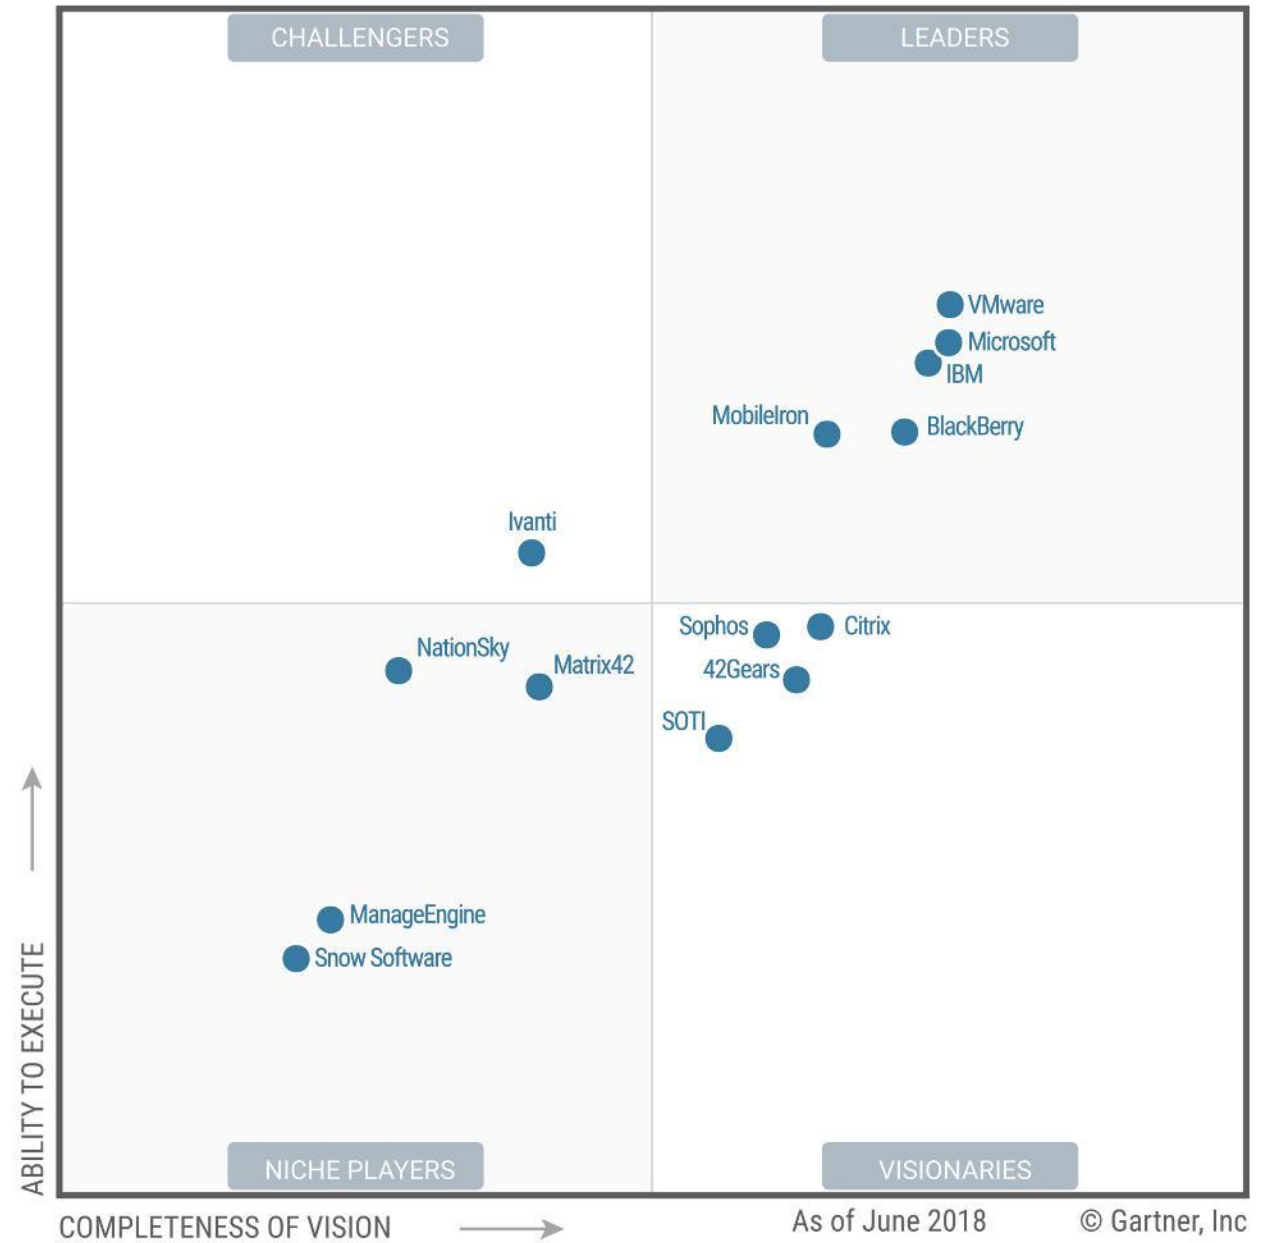 CHALLENGERS
LEADERS
VMware
Microsoft
IBM
MobileIron
BlackBerry
Ivanti
Sophos
Citrix
NationSky
Matrix42
42Gears
SOTI
ManageEngine
Snow Software
NICHE PLAYERS
VISIONARIES
ABILITY TO EXECUTE
COMPLETENESS OF VISION
As of June 2018
© Gartner, Inc